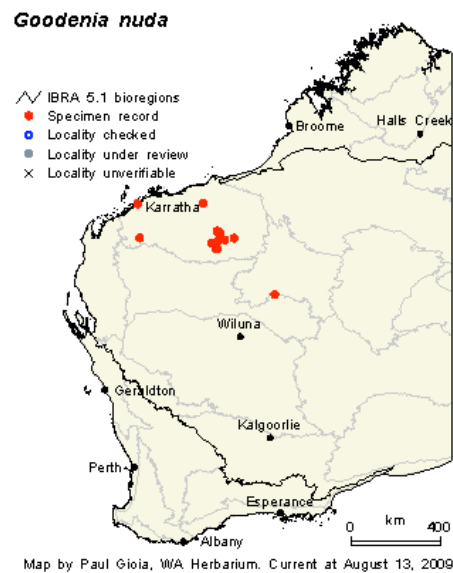 Goodenia nuda
IBRA 5.1 bioregions
Specimen record
Locality checked
Locality under review
Locality unverifiable
Broome
Halls Creek
Karratha
Wiluna
Geraldton
Kalgoorlie
Perth
Esperance
Albany
km
0 400
Map by Paul Gioia, WA Herbarium. Current at August 13, 2009